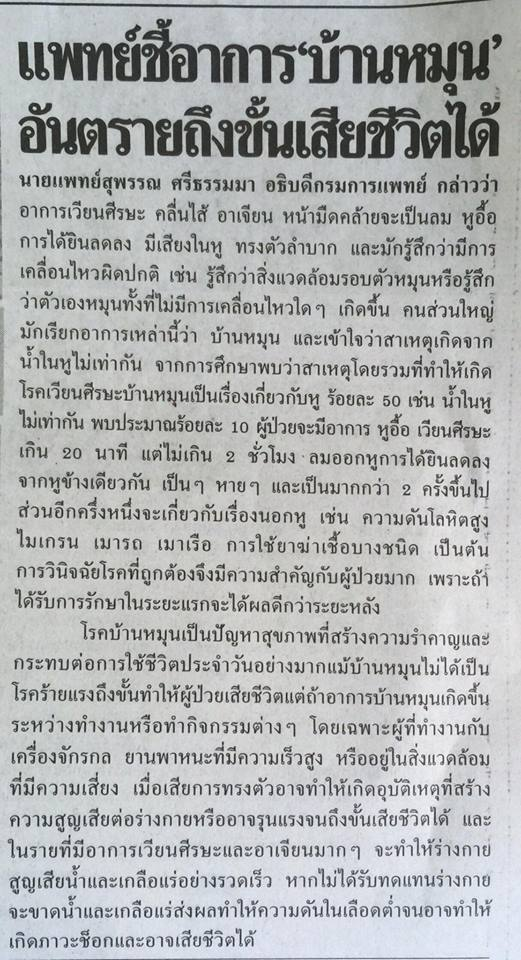 แพทย์ชี้อาการ‘บ้านหมุน’
อันตรายถึงขั้นเสียชีวิตได้
นายแพทย์สุพรรณ ศรีธรรมมา อธิบดีกรมการแพทย์ กล่าวว่า
อาการเวียนศีรษะ คลื่นไส้ อาเจียน หน้ามืดคล้ายจะเป็นลม หูอื้อ
การได้ยินลดลง มีเสียงในหู ทรงตัวลำบาก และมักรู้สึกว่ามีการ
เคลื่อนไหวผิดปกติ เช่น รู้สึกว่าสิ่งแวดล้อมรอบตัวหมุนหรือรู้สึก
ว่าตัวเองหมุนทั้งที่ไม่มีการเคลื่อนไหวใดๆ เกิดขึ้น คนส่วนใหญ่
มักเรียกอาการเหล่านี้ว่า บ้านหมุน และเข้าใจว่าสาเหตุเกิดจาก
น้ำในหูไม่เท่ากัน จากการศึกษาพบว่าสาเหตุโดยรวมที่ทำให้เกิด
โรคเวียนศีรษะบ้านหมุนเป็นเรื่องเกี่ยวกับหู ร้อยละ 50 เช่น น้ำในหู
ไม่เท่ากัน พบประมาณร้อยละ 10 ผู้ป่วยจะมีอาการ หูอื้อ เวียนศีรษะ
เกิน 20 นาที แต่ไม่เกิน 2 ชั่วโมง ลมออกหูการได้ยินลดลง
จากหูข้างเดียวกัน เป็นๆ หายๆ และเป็นมากกว่า 2 ครั้งขึ้นไป
ส่วนอีกครึ่งหนึ่งจะเกี่ยวกับเรื่องนอกหู เช่น ความดันโลหิตสูง
ไมเกรน เมารถ เมาเรือ การใช้ยาฆ่าเชื้อบางชนิด เป็นต้น
การวินิจฉัยโรคที่ถูกต้องจึงมีความสำคัญกับผู้ป่วยมาก เพราะถ้า
ได้รับการรักษาในระยะแรกจะได้ผลดีกว่าระยะหลัง
โรคบ้านหมุนเป็นปัญหาสุขภาพที่สร้างความรำคาญและ
กระทบต่อการใช้ชีวิตประจำวันอย่างมากแม้บ้านหมุนไม่ได้เป็น
โรคร้ายแรงถึงขั้นทำให้ผู้ป่วยเสียชีวิตแต่ถ้าอาการบ้านหมุนเกิดขึ้น
ระหว่างทำงานหรือทำกิจกรรมต่างๆ โดยเฉพาะผู้ที่ทำงานกับ
เครื่องจักรกล ยานพาหนะที่มีความเร็วสูง หรืออยู่ในสิ่งแวดล้อม
ที่มีความเสี่ยง เมื่อเสียการทรงตัวอาจทำให้เกิดอุบัติเหตุที่สร้าง
ความสูญเสียต่อร่างกายหรืออาจรุนแรงจนถึงขั้นเสียชีวิตได้ และ
ในรายที่มีอาการเวียนศีรษะและอาเจียนมากๆ จะทำให้ร่างกาย
สูญเสียน้ำและเกลือแร่อย่างรวดเร็ว หากไม่ได้รับทดแทนร่างกาย
จะขาดน้ำและเกลือแร่ส่งผลทำให้ความดันในเลือดต่ำจนอาจทำให้
เกิดภาวะช็อกและอาจเสียชีวิตได้